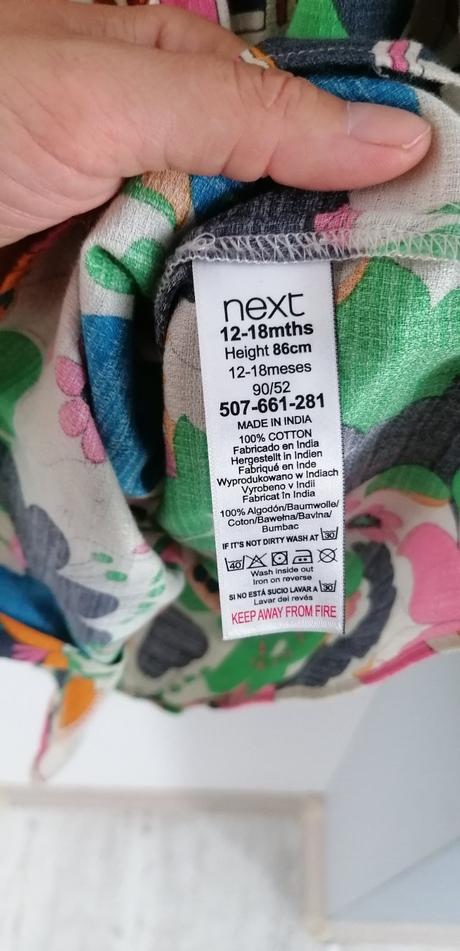 next
12-18mths
Height 86cm
12-18meses
90/52
507-661-281
MADE IN INDIA
100% COTTON
Fabricado en India
Hergestellt in Indien
Fabriqué en Inde
Wyprodukowano w Indiach
Vyrobeno v Indii
Fabricat în India
100% Algodón/Baumwolle/
Coton/Bawełna/Bavlna/
Bumbac
IF IT'S NOT DIRTY WASH AT 30
40
Wash inside out
Iron on reverse
SI NO ESTÁ SUCIO LAVAR A 30
Lavar del revés
KEEP AWAY FROM FIRE